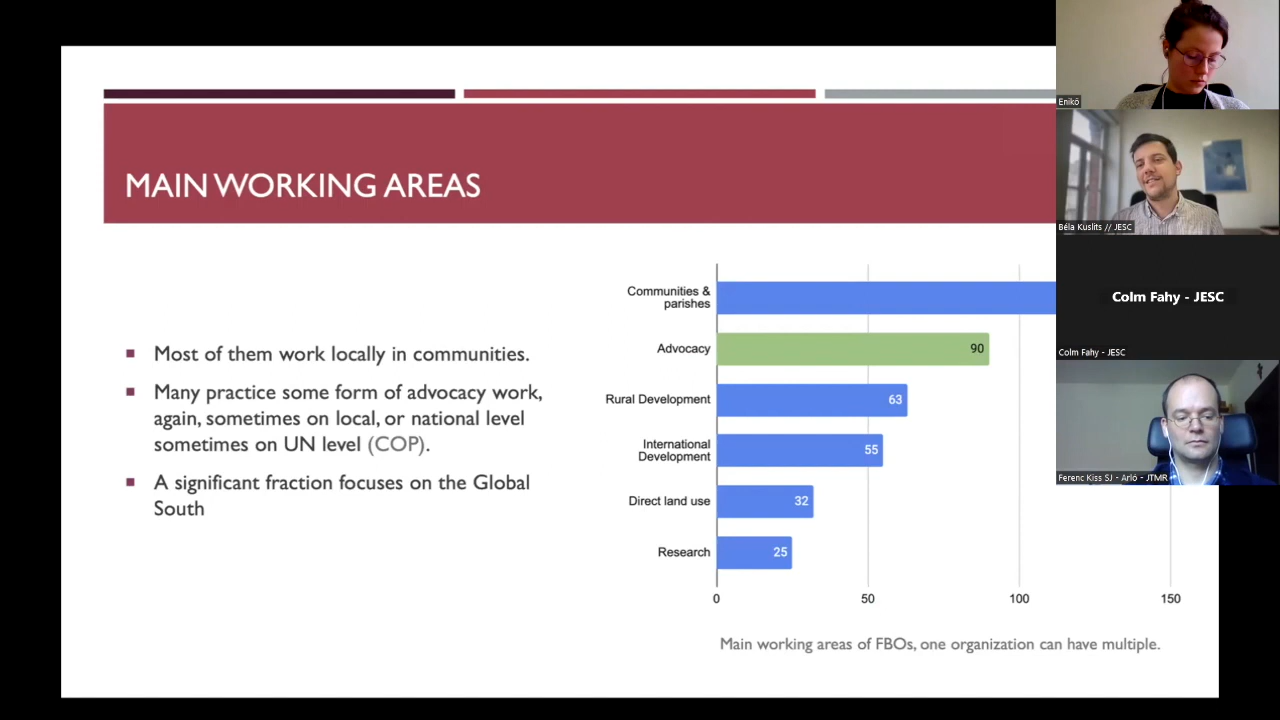 MAIN WORKING AREAS
Most of them work locally in communities.
Many practice some form of advocacy work,
again, sometimes on local, or national level
sometimes on UN level (COP).
A significant fraction focuses on the Global
South
Communities &
parishes
Advocacy
90
Rural Development
63
International
Development
55
Direct land use
32
Research
25
0
50
100
150
Main working areas of FBOs, one organization can have multiple.
Enikö
Béla Kuslits // JESC
Colm Fahy - JESC
Colm Fahy - JESC
Ferenc Kiss SJ - Arló - JTMR